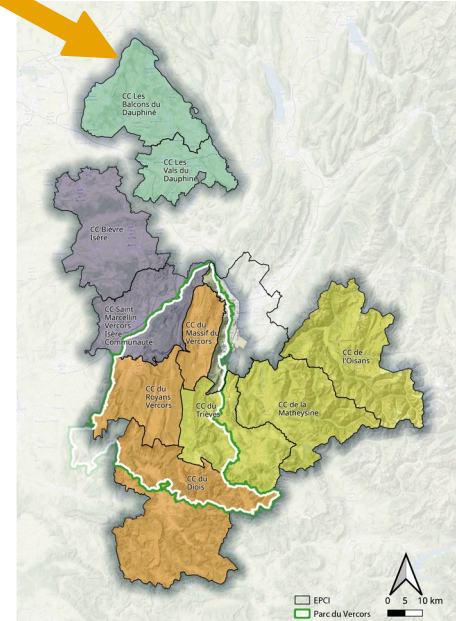 CC Les
Balcons du
Dauphiné
CC Les
Vals du
Dauphiné
CC Bièvre
Isère
CC Saint
Marcellin
Vercors
Isère
Communauté
CC du
Massif du
Vercors
CC de
l'Oisans
CC du
Royans
Vercors
CC du
Trièves
CC de la
Matheysine
CC du
Diois
EPCI
Parc du Vercors
0 5 10 km